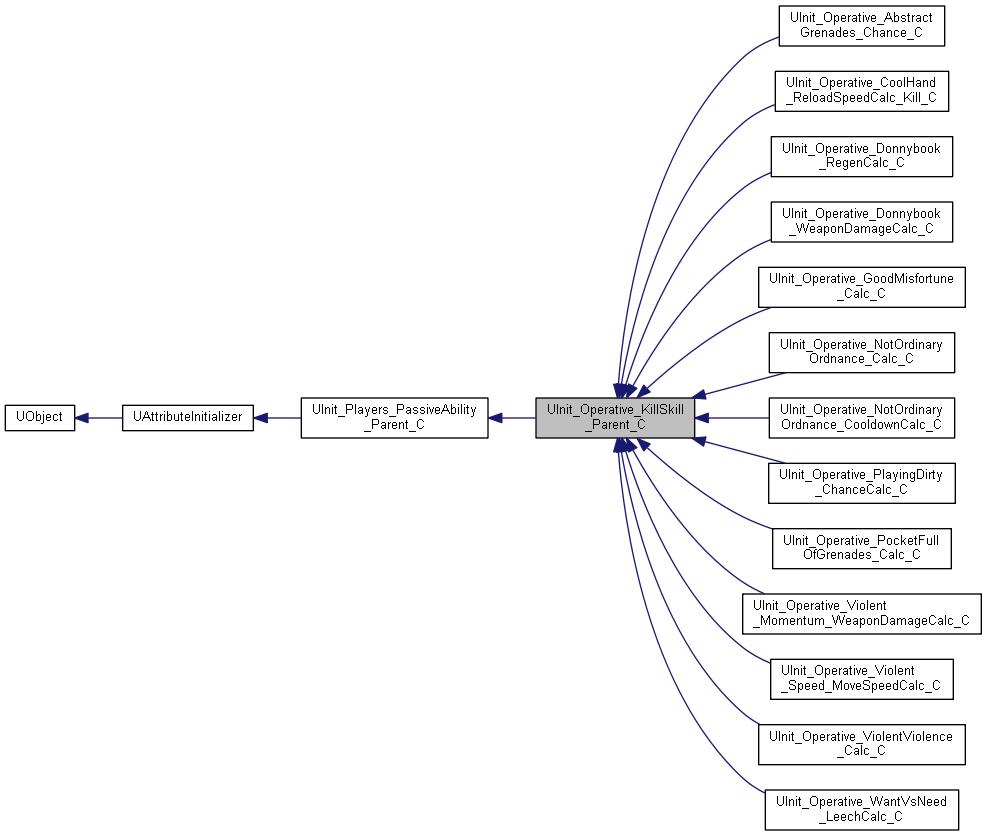 UInit_Operative_Abstract
Grenades_Chance_C
UInit_Operative_CoolHand
_ReloadSpeedCalc_Kill_C
UInit_Operative_Donnybook
_RegenCalc_C
UInit_Operative_Donnybook
_WeaponDamageCalc_C
UInit_Operative_GoodMisfortune
_Calc_C
UInit_Operative_NotOrdinary
Ordnance_Calc_C
UObject
UAttributeInitializer
UInit_Players_PassiveAbility
_Parent_C
UInit_Operative_KillSkill
_Parent_C
UInit_Operative_NotOrdinary
Ordnance_CooldownCalc_C
UInit_Operative_PlayingDirty
_ChanceCalc_C
UInit_Operative_PocketFull
OfGrenades_Calc_C
UInit_Operative_Violent
_Momentum_WeaponDamageCalc_C
UInit_Operative_Violent
_Speed_MoveSpeedCalc_C
UInit_Operative_ViolentViolence
_Calc_C
UInit_Operative_WantVsNeed
_LeechCalc_C